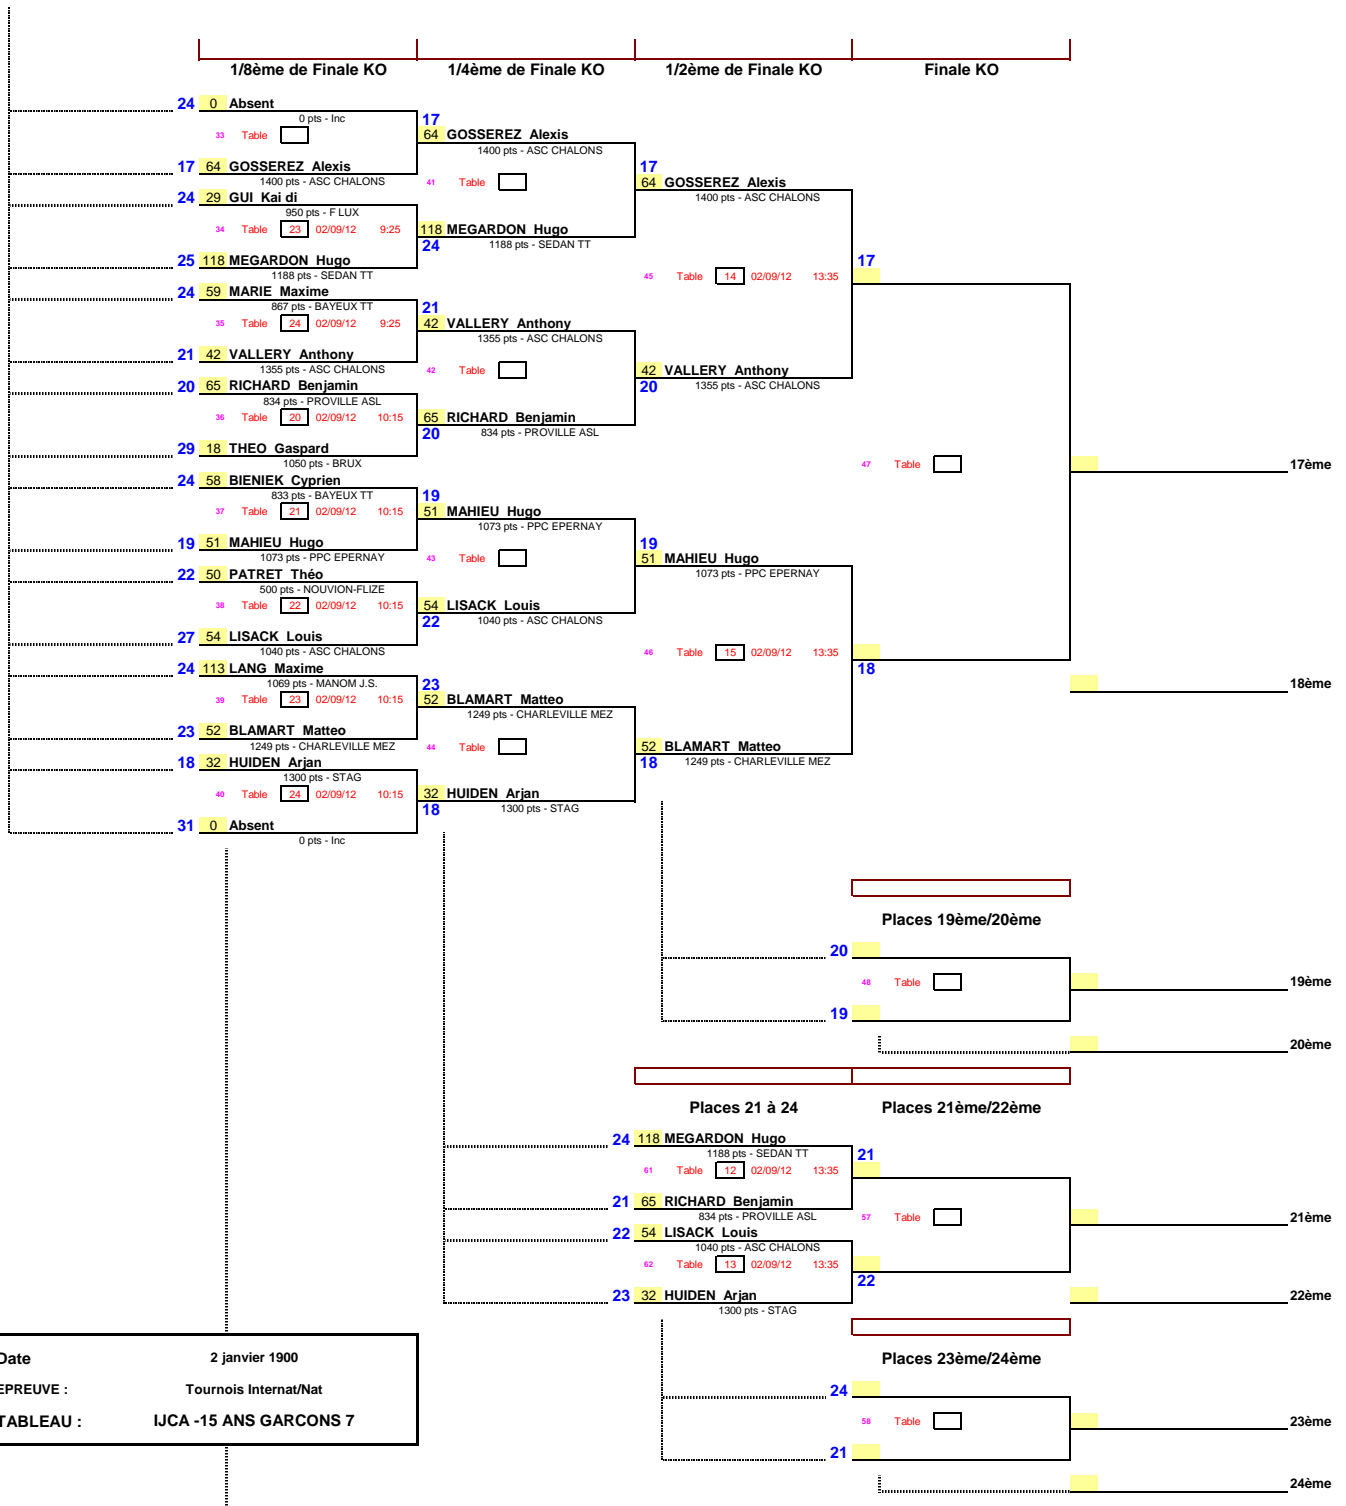 1/8ème de Finale KO 1/4ème de Finale KO 1/2ème de Finale KO Finale KO
24 0 Absent
0 pts - Inc
33 Table
17 64 GOSSEREZ Alexis
1400 pts - ASC CHALONS
24 29 GUI Kai di
950 pts - F LUX
34 Table 23 02/09/12 9:25
25 118 MEGARDON Hugo
1188 pts - SEDAN TT
24 59 MARIE Maxime
867 pts - BAYEUX TT
35 Table 24 02/09/12 9:25
21 42 VALLERY Anthony
1355 pts - ASC CHALONS
20 65 RICHARD Benjamin
834 pts - PROVILLE ASL
36 Table 20 02/09/12 10:15
29 18 THEO Gaspard
1050 pts - BRUX
24 58 BIENIEK Cyprien
833 pts - BAYEUX TT
37 Table 21 02/09/12 10:15
19 51 MAHIEU Hugo
1073 pts - PPC EPERNAY
22 50 PATRET Théo
500 pts - NOUVION-FLIZE
38 Table 22 02/09/12 10:15
27 54 LISACK Louis
1040 pts - ASC CHALONS
24 113 LANG Maxime
1069 pts - MANOM J.S.
39 Table 23 02/09/12 10:15
23 52 BLAMART Matteo
1249 pts - CHARLEVILLE MEZ
18 32 HUIDEN Arjan
1300 pts - STAG
40 Table 24 02/09/12 10:15
31 0 Absent
0 pts - Inc
17
64 GOSSEREZ Alexis
1400 pts - ASC CHALONS
41 Table
118 MEGARDON Hugo
24 1188 pts - SEDAN TT
21
42 VALLERY Anthony
1355 pts - ASC CHALONS
42 Table
65 RICHARD Benjamin
20 834 pts - PROVILLE ASL
19
51 MAHIEU Hugo
1073 pts - PPC EPERNAY
43 Table
54 LISACK Louis
22 1040 pts - ASC CHALONS
23
52 BLAMART Matteo
1249 pts - CHARLEVILLE MEZ
44 Table
32 HUIDEN Arjan
18 1300 pts - STAG
17
64 GOSSEREZ Alexis
1400 pts - ASC CHALONS
45 Table 14 02/09/12 13:35
42 VALLERY Anthony
20 1355 pts - ASC CHALONS
19
51 MAHIEU Hugo
1073 pts - PPC EPERNAY
46 Table 15 02/09/12 13:35
52 BLAMART Matteo
18 1249 pts - CHARLEVILLE MEZ
17
47 Table
17ème
18
18ème
Places 19ème/20ème
20
48 Table
19ème
19
20ème
Places 21 à 24 Places 21ème/22ème
24 118 MEGARDON Hugo
1188 pts - SEDAN TT
61 Table 12 02/09/12 13:35
21 65 RICHARD Benjamin
834 pts - PROVILLE ASL
22 54 LISACK Louis
1040 pts - ASC CHALONS
62 Table 13 02/09/12 13:35
23 32 HUIDEN Arjan
1300 pts - STAG
21
57 Table
21ème
22
22ème
Places 23ème/24ème
24
58 Table
23ème
21
24ème
Date 2 janvier 1900
EPREUVE : Tournois Internat/Nat
TABLEAU : IJCA -15 ANS GARCONS 7